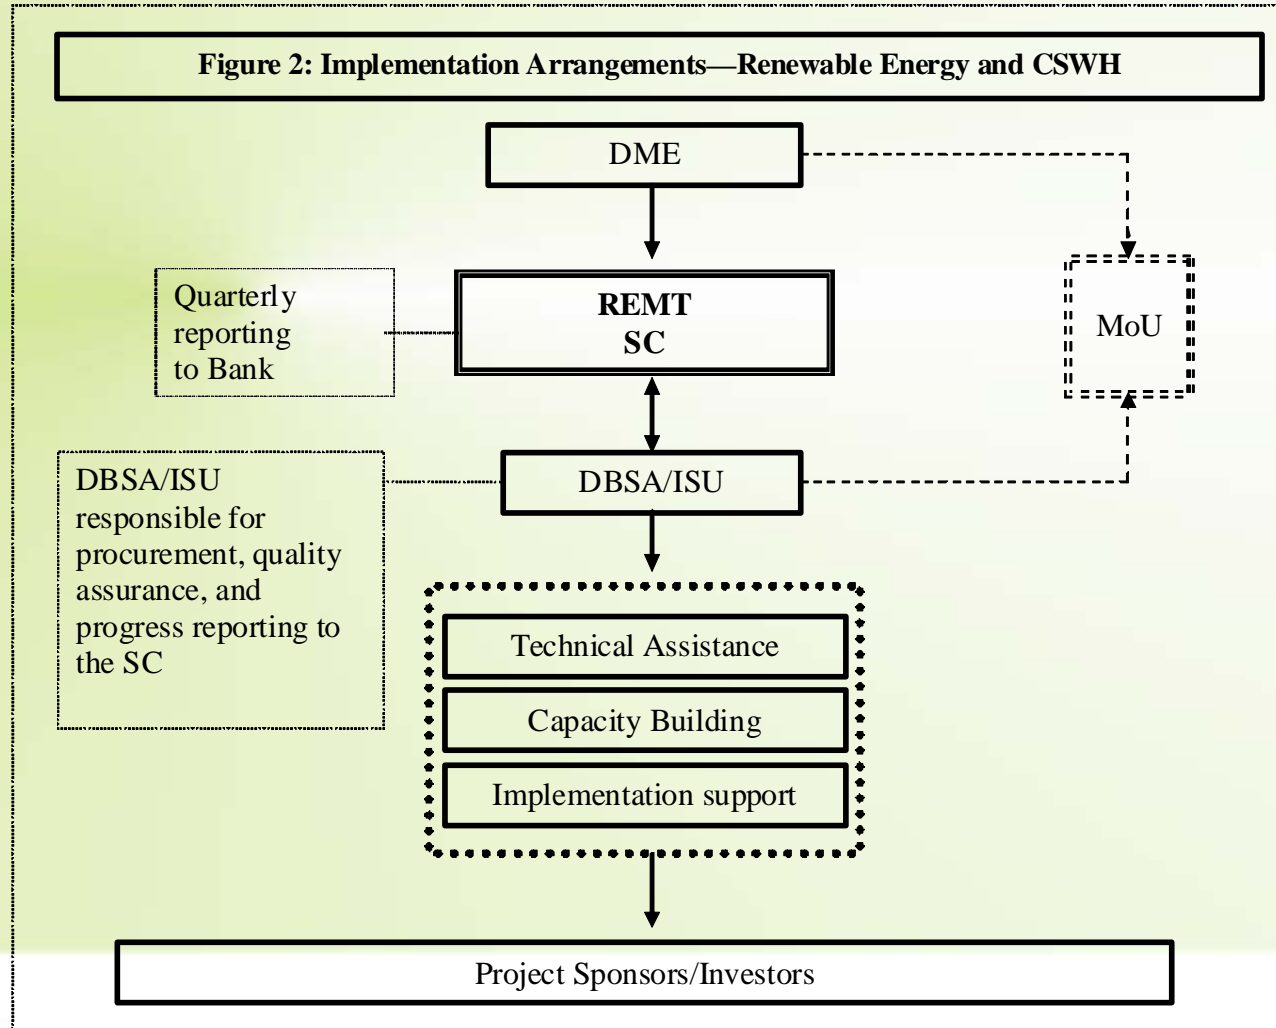 Figure 2: Implementation Arrangements—Renewable Energy and CSWH
DME
Quarterly
reporting
to Bank
REMT
SC
MoU
DBSA/ISU
responsible for
procurement, quality
assurance, and
progress reporting to
the SC
DBSA/ISU
Technical Assistance
Capacity Building
Implementation support
Project Sponsors/Investors